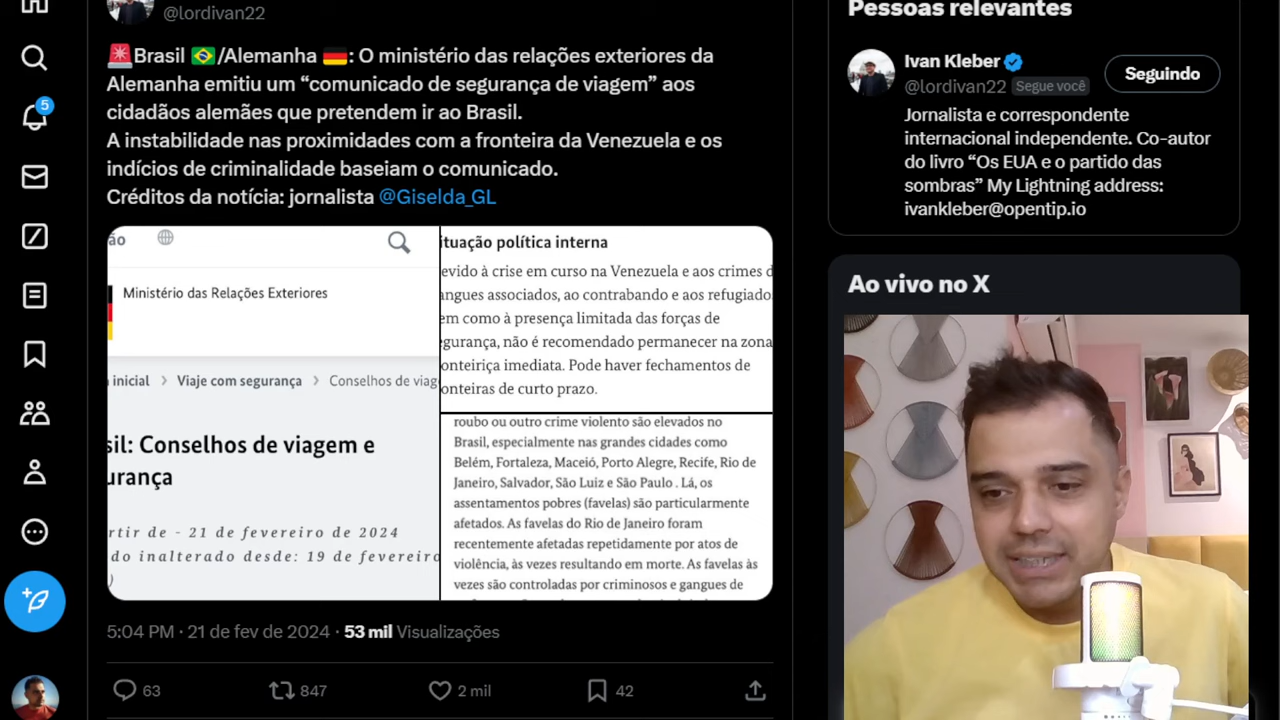 @lordivan22
🚨Brasil 🇧🇷/Alemanha 🇩🇪: O ministério das relações exteriores da
Alemanha emitiu um “comunicado de segurança de viagem” aos
cidadãos alemães que pretendem ir ao Brasil.
A instabilidade nas proximidades com a fronteira da Venezuela e os
indícios de criminalidade baseiam o comunicado.
Créditos da notícia: jornalista @Giselda_GL
ão
Ministério das Relações Exteriores
inicial > Viaje com segurança > Conselhos de viag
sil: Conselhos de viagem e
urança
rtir de - 21 de fevereiro de 2024
do inalterado desde: 19 de fevereiro
)
ituação política interna
evido à crise em curso na Venezuela e aos crimes d
angues associados, ao contrabando e aos refugiado
em como à presença limitada das forças de
egurança, não é recomendado permanecer na zona
onteiriça imediata. Pode haver fechamentos de
onteiras de curto prazo.
roubo ou outro crime violento são elevados no
Brasil, especialmente nas grandes cidades como
Belém, Fortaleza, Maceió, Porto Alegre, Recife, Rio de
Janeiro, Salvador, São Luiz e São Paulo . Lá, os
assentamentos pobres (favelas) são particularmente
afetados. As favelas do Rio de Janeiro foram
recentemente afetadas repetidamente por atos de
violência, às vezes resultando em morte. As favelas às
vezes são controladas por criminosos e gangues de
5:04 PM · 21 de fev de 2024 · 53 mil Visualizações
63
847
2 mil
42
5
Pessoas relevantes
Ivan Kleber
@lordivan22 Segue você
Seguindo
Jornalista e correspondente
internacional independente. Co-autor
do livro “Os EUA e o partido das
sombras” My Lightning address:
ivankleber@opentip.io
Ao vivo no X